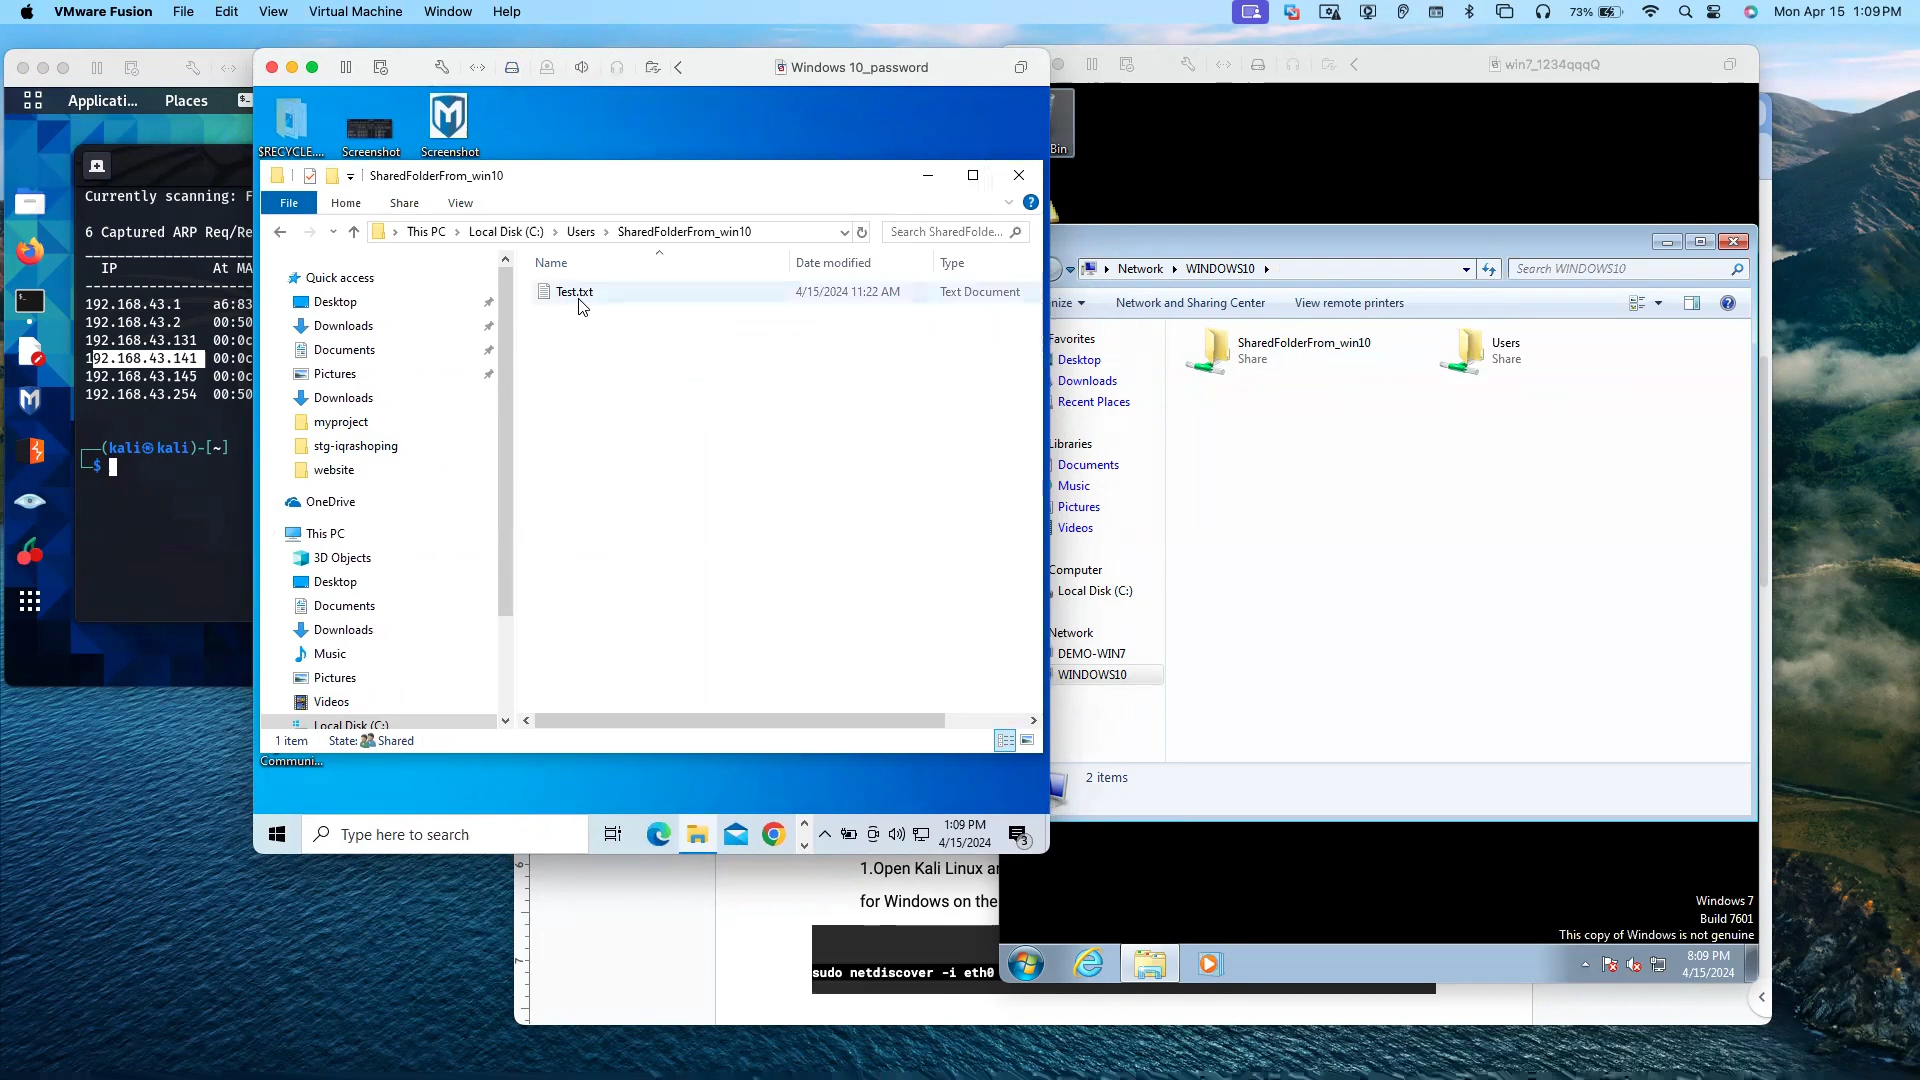 VMware Fusion File Edit View Virtual Machine Window Help
73% Mon Apr 15 1:09 PM
Windows 10_password
win7_1234qqqQ
Applicati... Places
Currently scanning: F
6 Captured ARP Req/Re
IP At MA
192.168.43.1 a6:83
192.168.43.2 00:50
192.168.43.131 00:0c
192.168.43.141 00:0c
192.168.43.145 00:0c
192.168.43.254 00:50
(kali㉿kali)-[~]
$
$RECYCLE.... Screenshot Screenshot
SharedFolderFrom_win10
File Home Share View
This PC Local Disk (C:) Users SharedFolderFrom_win10
Search SharedFolde...
Name Date modified Type
Test.txt 4/15/2024 11:22 AM Text Document
Quick access
Desktop
Downloads
Documents
Pictures
Downloads
myproject
stg-iqrashoping
website
OneDrive
This PC
3D Objects
Desktop
Documents
Downloads
Music
Pictures
Videos
Local Disk (C:)
1 item State: Shared
Communi...
Type here to search
1:09 PM
4/15/2024
3
Bin
Network WINDOWS10
Search WINDOWS10
nize Network and Sharing Center View remote printers
Favorites
Desktop
Downloads
Recent Places
Libraries
Documents
Music
Pictures
Videos
Computer
Local Disk (C:)
Network
DEMO-WIN7
WINDOWS10
SharedFolderFrom_win10
Share
Users
Share
2 items
Windows 7
Build 7601
This copy of Windows is not genuine
8:09 PM
4/15/2024
1.Open Kali Linux an
for Windows on the
sudo netdiscover -i eth0